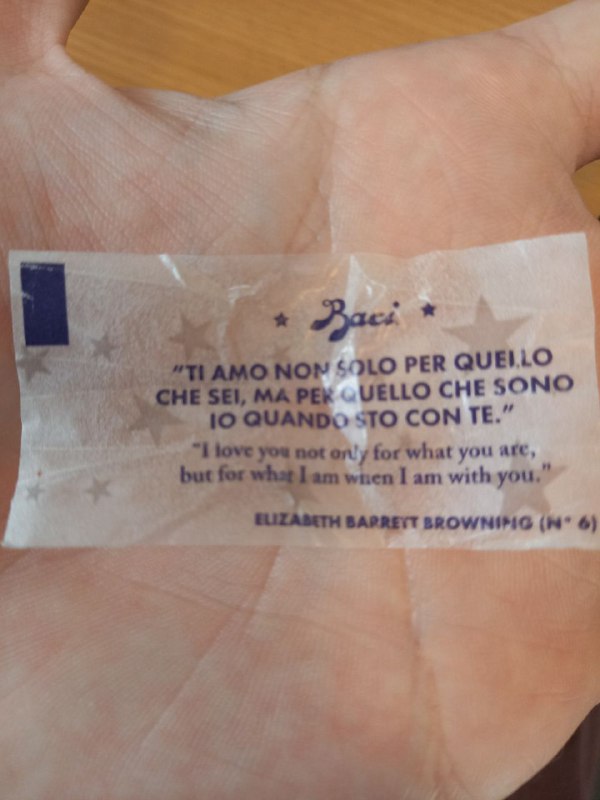 Baci
"TI AMO NON SOLO PER QUELLO
CHE SEI, MA PER QUELLO CHE SONO
IO QUANDO STO CON TE."
"I love you not only for what you are,
but for what I am when I am with you."
ELIZABETH BARRETT BROWNING (N° 6)